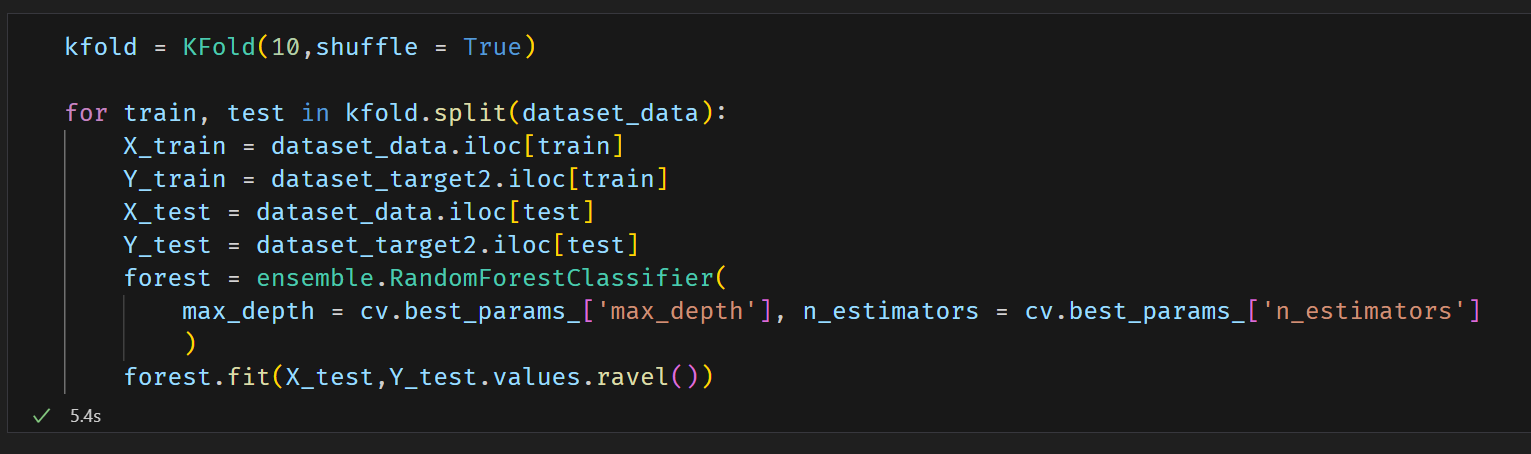 kfold = KFold(10,shuffle = True)
for train, test in kfold.split(dataset_data):
X_train = dataset_data.iloc[train]
Y_train = dataset_target2.iloc[train]
X_test = dataset_data.iloc[test]
Y_test = dataset_target2.iloc[test]
forest = ensemble.RandomForestClassifier(
max_depth = cv.best_params_['max_depth'], n_estimators = cv.best_params_['n_estimators']
)
forest.fit(X_test,Y_test.values.ravel())
5.4s